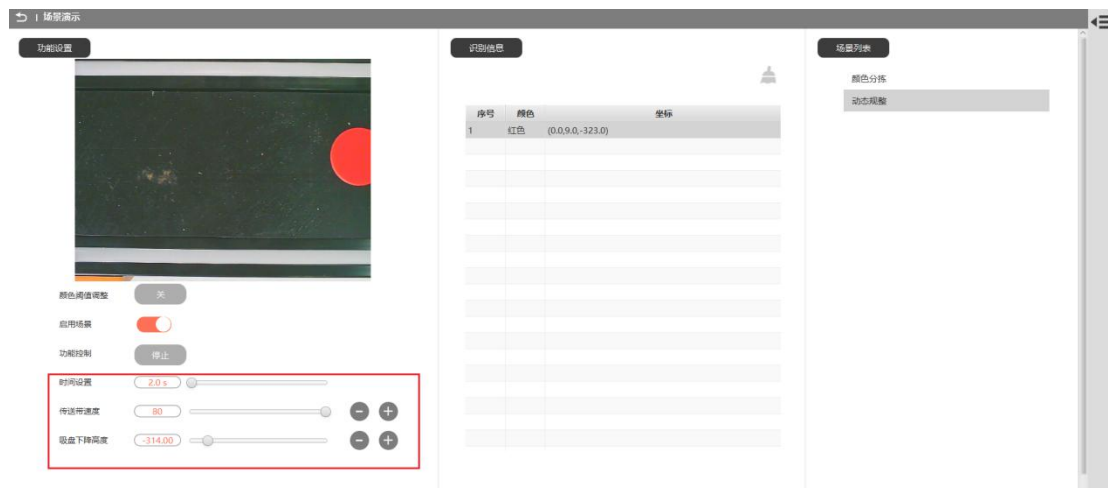 场景演示
功能设置
颜色阈值调整 关
启用场景
功能控制 停止
时间设置 2.0 s
传送带速度 80
吸盘下降高度 -314.00
识别信息
序号 颜色 坐标
1 红色 (0.0,9.0,-323.0)
场景列表
颜色分拣
动态规整